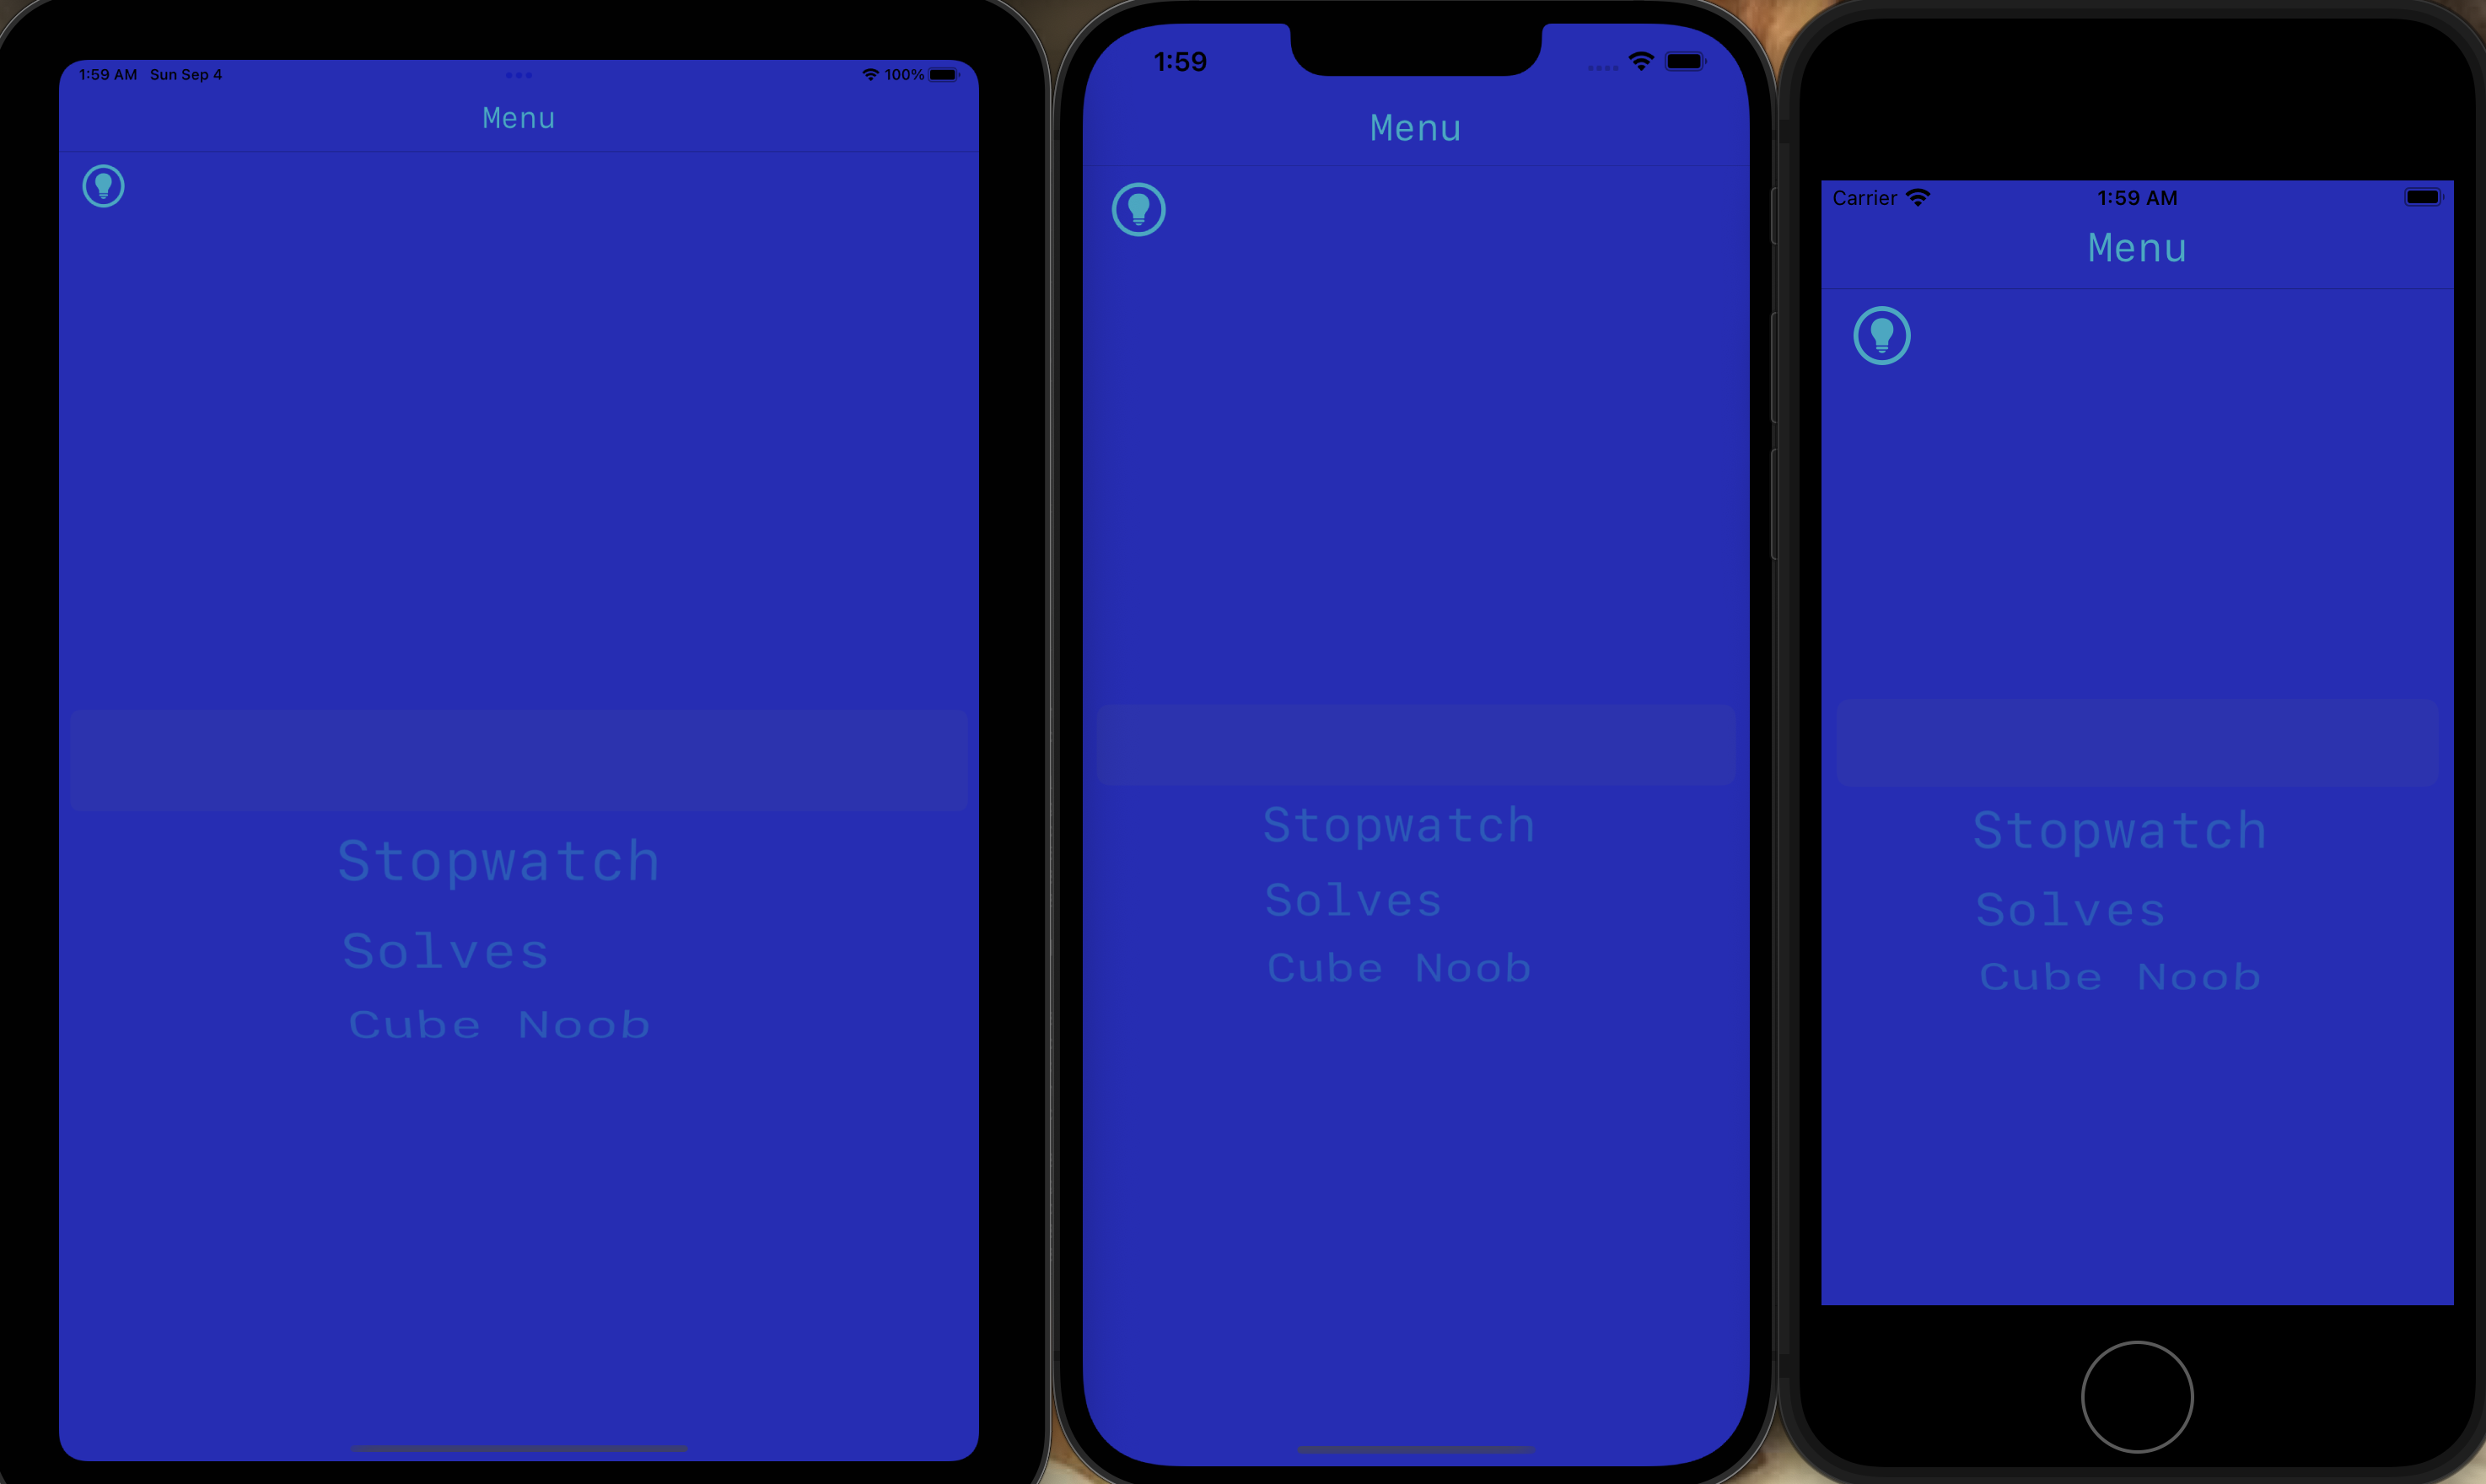 1:59 AM Sun Sep 4
100%
Menu
Stopwatch
Solves
Cube Noob
1:59
Menu
Stopwatch
Solves
Cube Noob
Carrier
1:59 AM
Menu
Stopwatch
Solves
Cube Noob